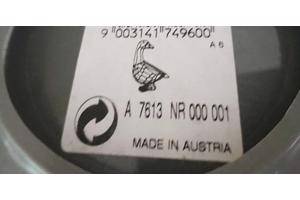 9 003141 749600
A 6
A 7613 NR 000 001
MADE IN AUSTRIA